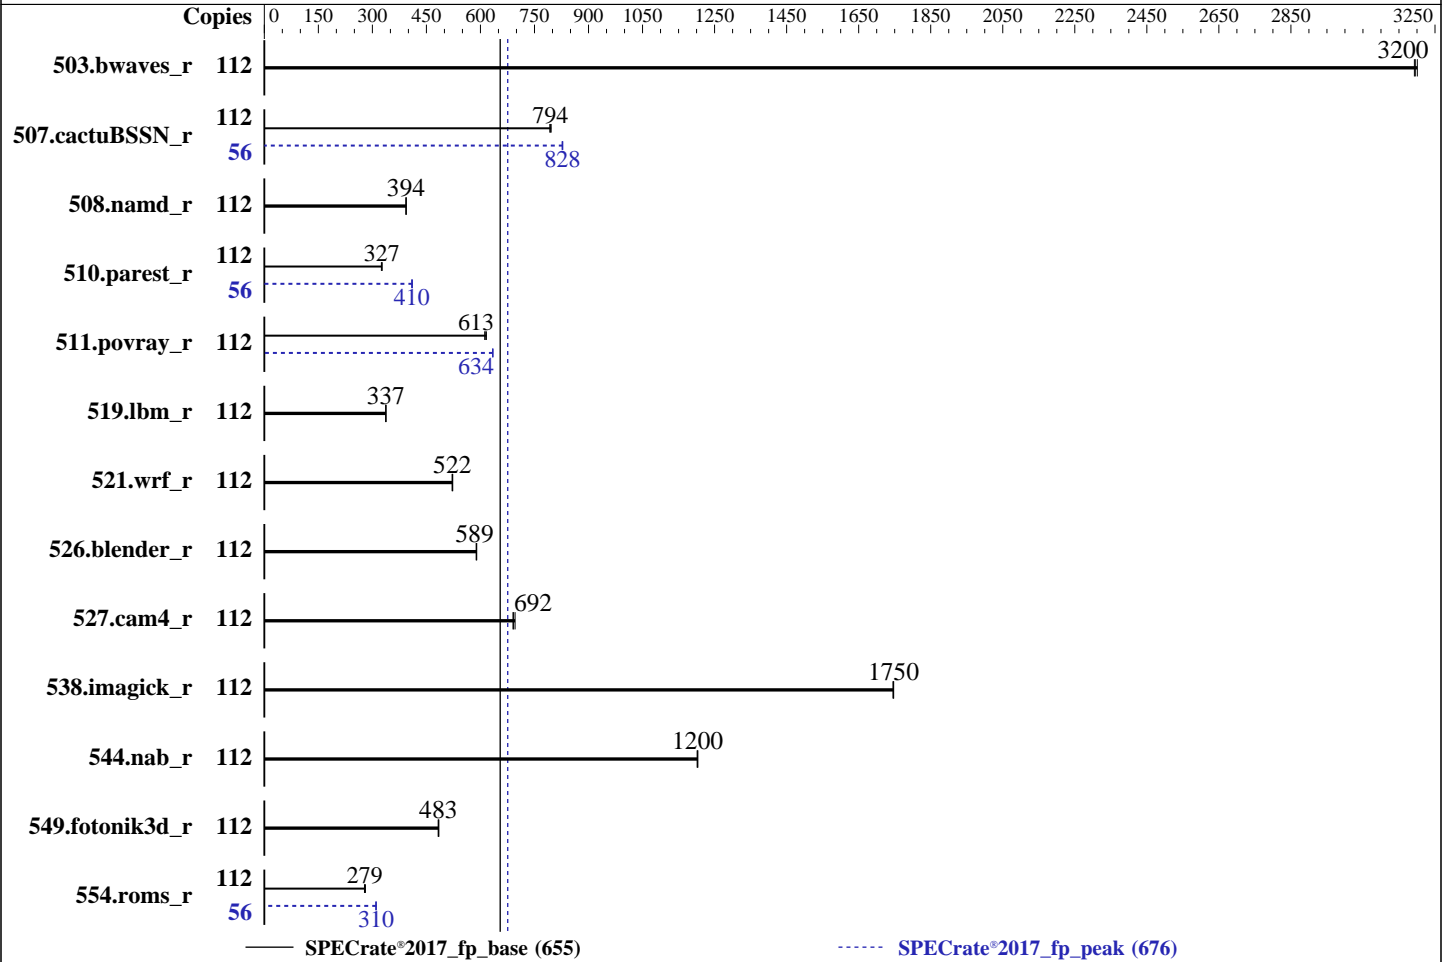 Copies 0 150 300 450 600 750 900 1050 1250 1450 1650 1850 2050 2250 2450 2650 2850 3250
503.bwaves_r 112 3200
507.cactuBSSN_r 112 794
56 828
508.namd_r 112 394
510.parest_r 112 327
56 410
511.povray_r 112 613
634
519.lbm_r 112 337
521.wrf_r 112 522
526.blender_r 112 589
527.cam4_r 112 692
538.imagick_r 112 1750
544.nab_r 112 1200
549.fotonik3d_r 112 483
554.roms_r 112 279
56 310
SPECrate®2017_fp_base (655) SPECrate®2017_fp_peak (676)